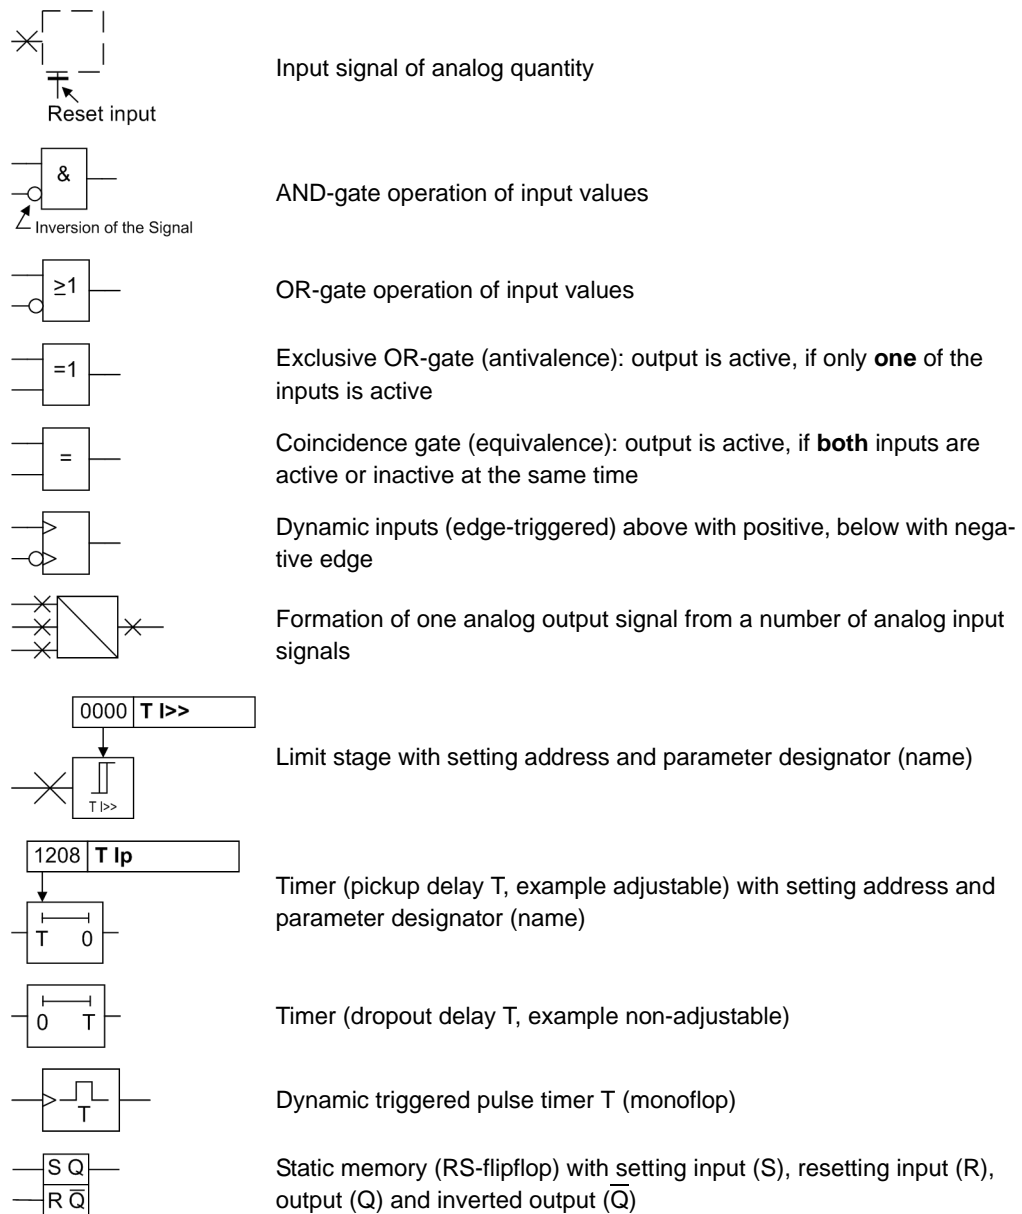 Input signal of analog quantity
Reset input
&
AND-gate operation of input values
Inversion of the Signal
≥1
OR-gate operation of input values
=1
Exclusive OR-gate (antivalence): output is active, if only one of the
inputs is active
=
Coincidence gate (equivalence): output is active, if both inputs are
active or inactive at the same time
Dynamic inputs (edge-triggered) above with positive, below with nega-
tive edge
Formation of one analog output signal from a number of analog input
signals
0000 T I>>
Limit stage with setting address and parameter designator (name)
T I>>
1208 T Ip
Timer (pickup delay T, example adjustable) with setting address and
parameter designator (name)
T 0
0 T
Timer (dropout delay T, example non-adjustable)
T
Dynamic triggered pulse timer T (monoflop)
S Q
R Q̅
Static memory (RS-flipflop) with setting input (S), resetting input (R),
output (Q) and inverted output (Q̅)